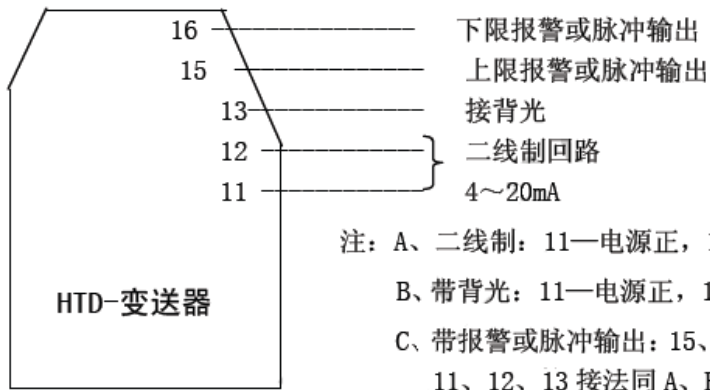 16 下限报警或脉冲输出
15 上限报警或脉冲输出
13 接背光
12 二线制回路
11 4～20mA
注: A、二线制: 11—电源正,
B、带背光: 11—电源正, 1
C、带报警或脉冲输出: 15、
11、12、13 接法同 A、
HTD-变送器